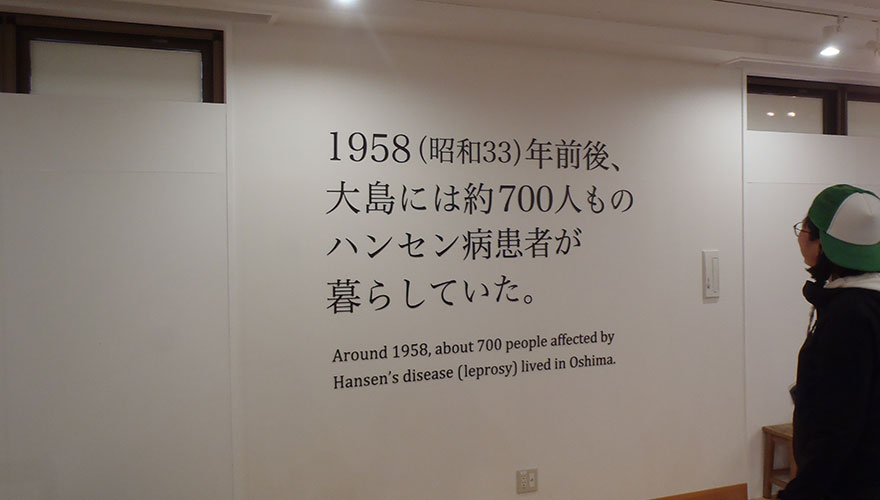 1958(昭和33)年前後、
大島には約700人もの
ハンセン病患者が
暮らしていた。
Around 1958, about 700 people affected by
Hansen's disease (leprosy) lived in Oshima.